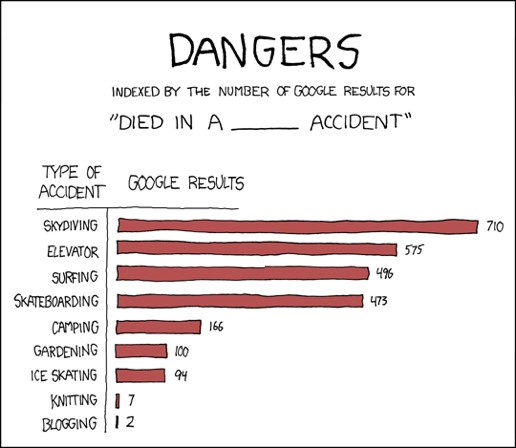 DANGERS
INDEXED BY THE NUMBER OF GOOGLE RESULTS FOR
"DIED IN A _____ ACCIDENT"
TYPE OF
ACCIDENT
GOOGLE RESULTS
SKYDIVING 710
ELEVATOR 575
SURFING 496
SKATEBOARDING 473
CAMPING 166
GARDENING 100
ICE SKATING 94
KNITTING 7
BLOGGING 2